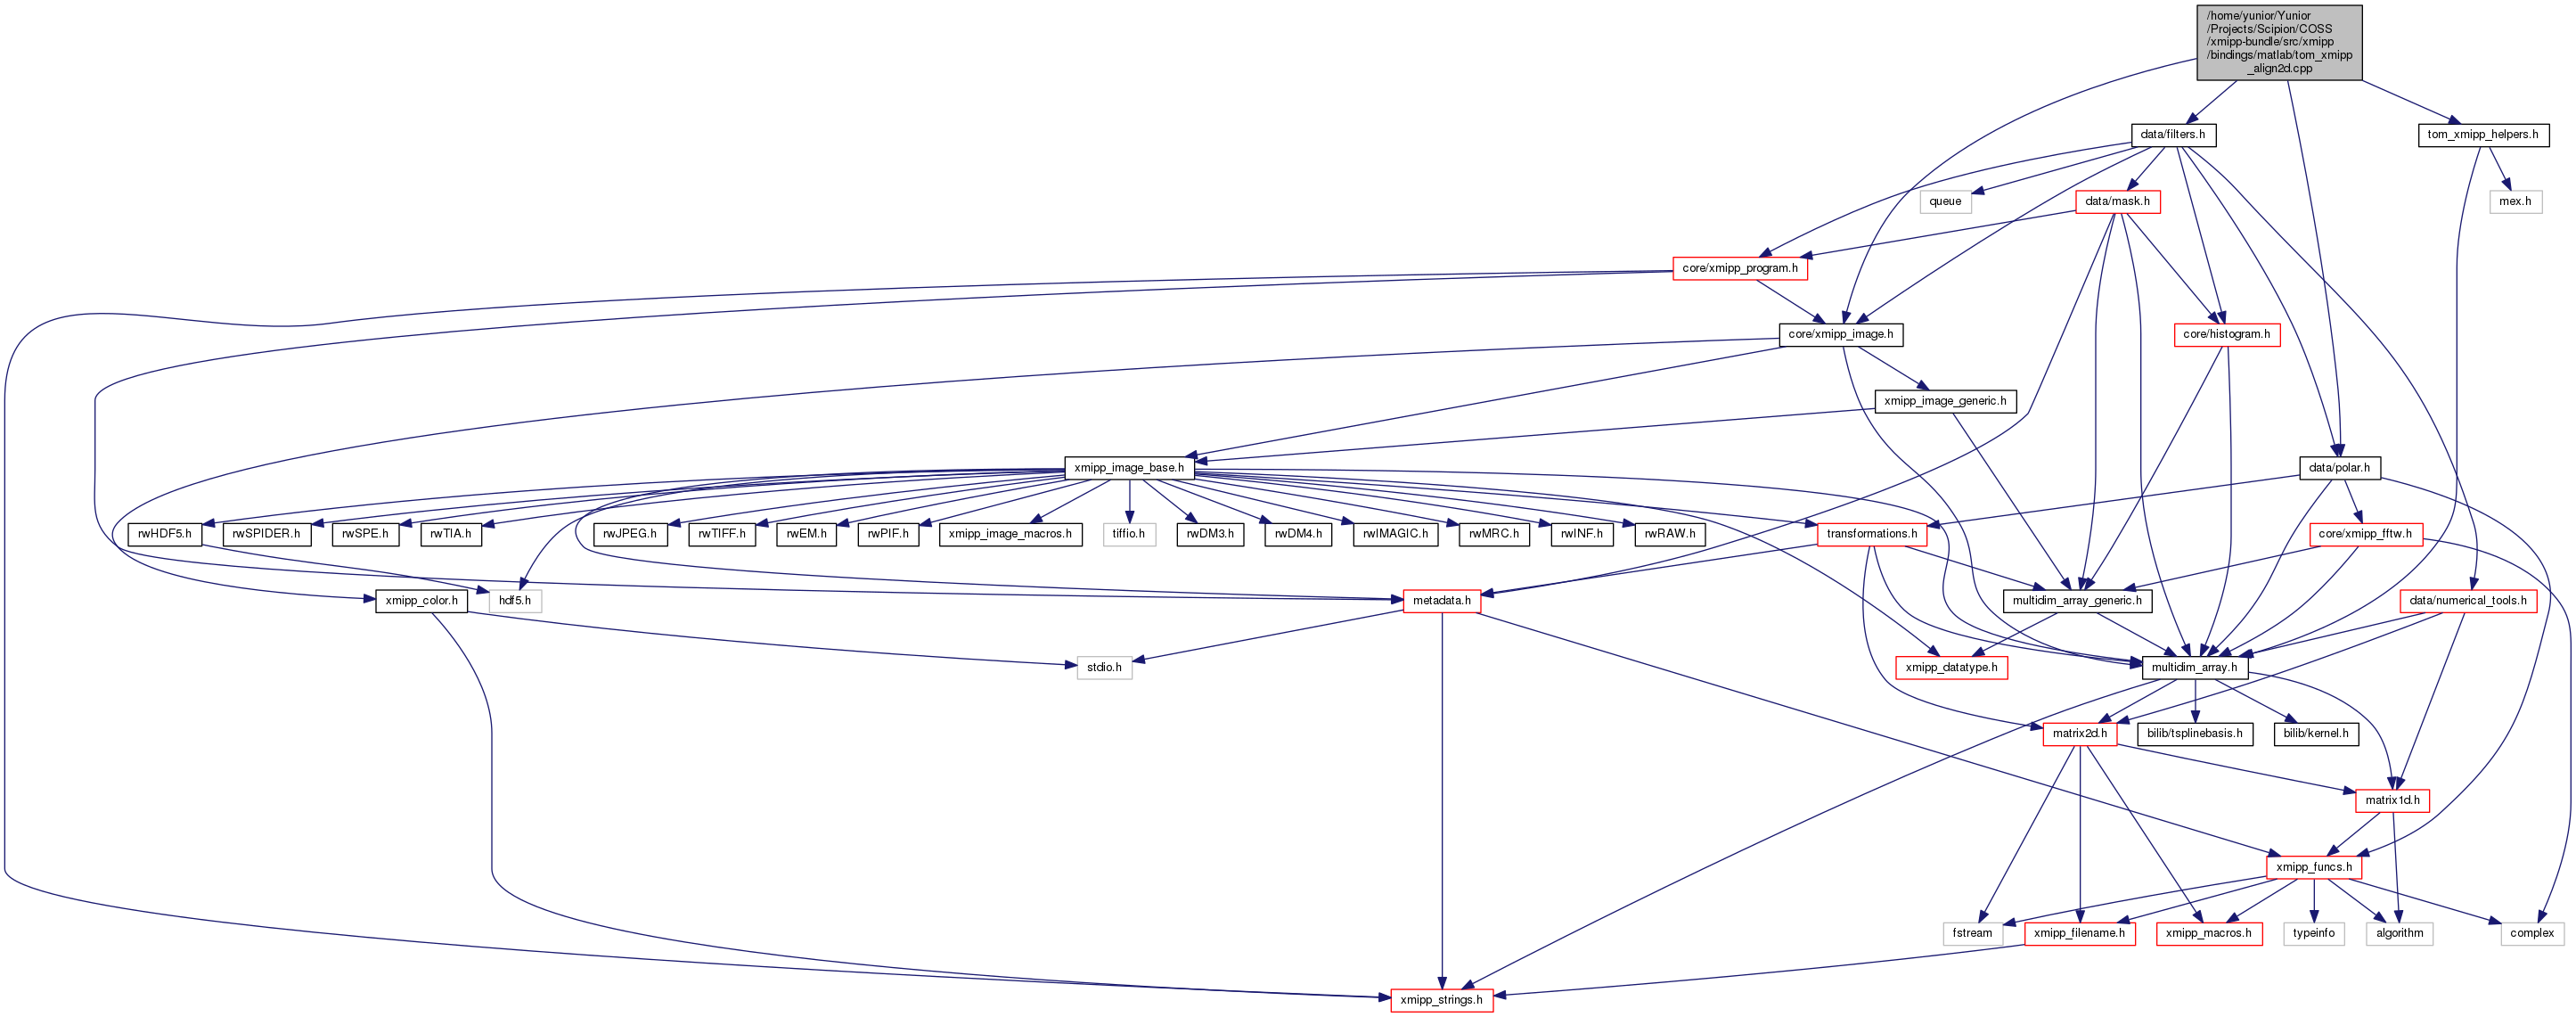 /home/yunior/Yunior
/Projects/Scipion/COSS
/xmipp-bundle/src/xmipp
/bindings/matlab/tom_xmipp
_align2d.cpp
data/filters.h
tom_xmipp_helpers.h
queue
data/mask.h
mex.h
core/xmipp_program.h
core/xmipp_image.h
core/histogram.h
xmipp_image_generic.h
xmipp_image_base.h
data/polar.h
rwHDF5.h
rwSPIDER.h
rwSPE.h
rwTIA.h
rwJPEG.h
rwTIFF.h
rwEM.h
rwPIF.h
xmipp_image_macros.h
tiffio.h
rwDM3.h
rwDM4.h
rwIMAGIC.h
rwMRC.h
rwINF.h
rwRAW.h
transformations.h
core/xmipp_fftw.h
xmipp_color.h
hdf5.h
metadata.h
multidim_array_generic.h
data/numerical_tools.h
stdio.h
xmipp_datatype.h
multidim_array.h
matrix2d.h
bilib/tsplinebasis.h
bilib/kernel.h
matrix1d.h
xmipp_funcs.h
fstream
xmipp_filename.h
xmipp_macros.h
typeinfo
algorithm
complex
xmipp_strings.h